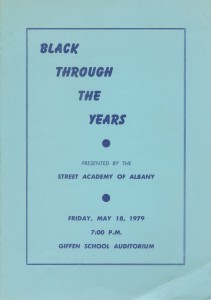 BLACK
THROUGH
THE
YEARS
PRESENTED BY THE
STREET ACADEMY OF ALBANY
FRIDAY, MAY 18, 1979
7:00 P.M.
GIFFEN SCHOOL AUDITORIUM